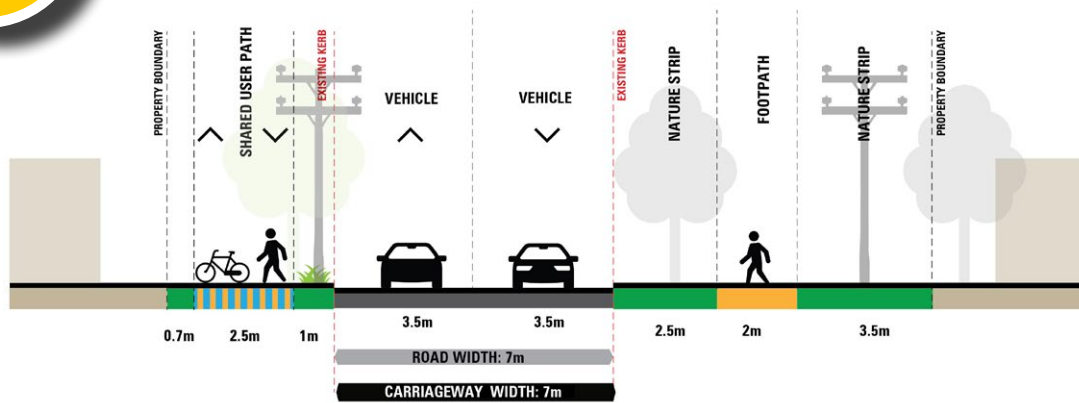 PROPERTY BOUNDARY
SHARED USER PATH
EXISTING KERB
VEHICLE
VEHICLE
EXISTING KERB
NATURE STRIP
FOOTPATH
NATURE STRIP
PROPERTY BOUNDARY
0.7m
2.5m
1m
3.5m
3.5m
2.5m
2m
3.5m
ROAD WIDTH: 7m
CARRIAGEWAY WIDTH: 7m